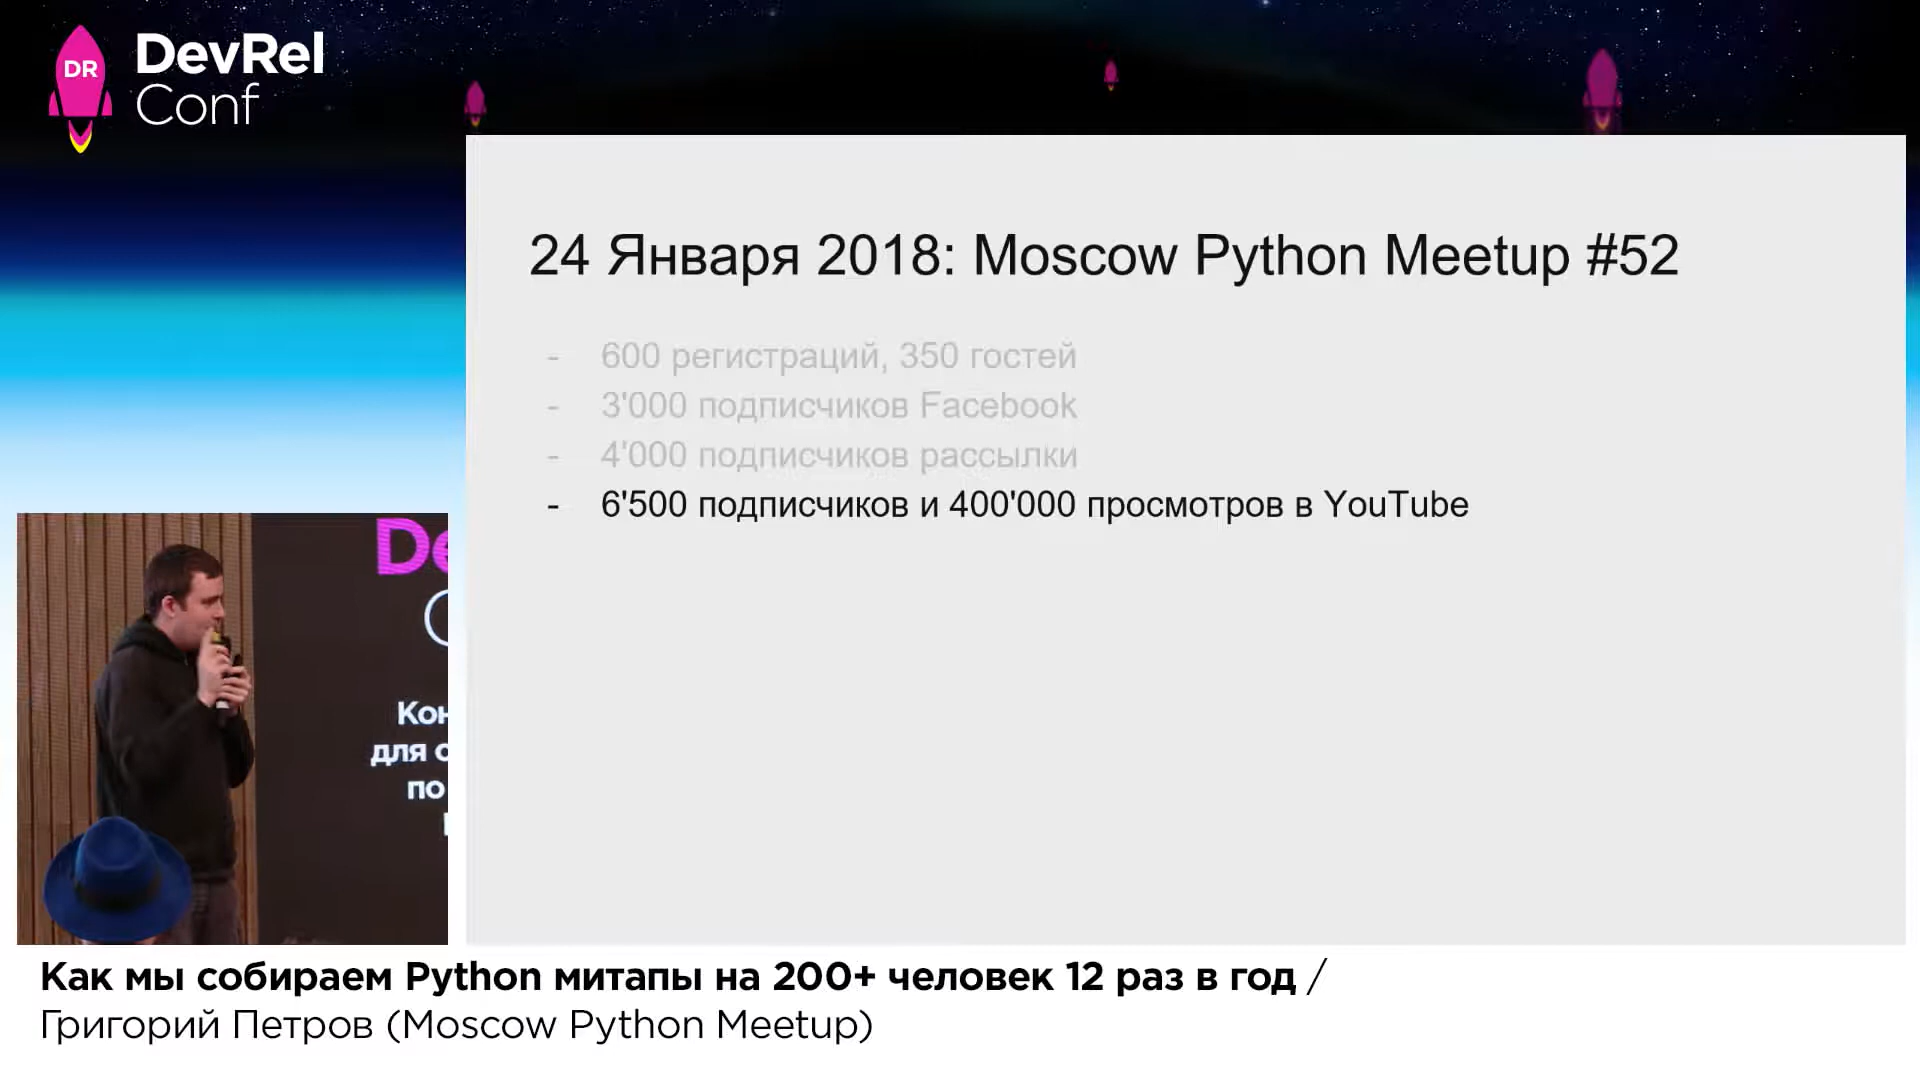 DR
DevRel
Conf
24 Января 2018: Moscow Python Meetup #52
- 600 регистраций, 350 гостей
- 3'000 подписчиков Facebook
- 4'000 подписчиков рассылки
- 6'500 подписчиков и 400'000 просмотров в YouTube
De
Кон
для с
по
Как мы собираем Python митапы на 200+ человек 12 раз в год /
Григорий Петров (Moscow Python Meetup)